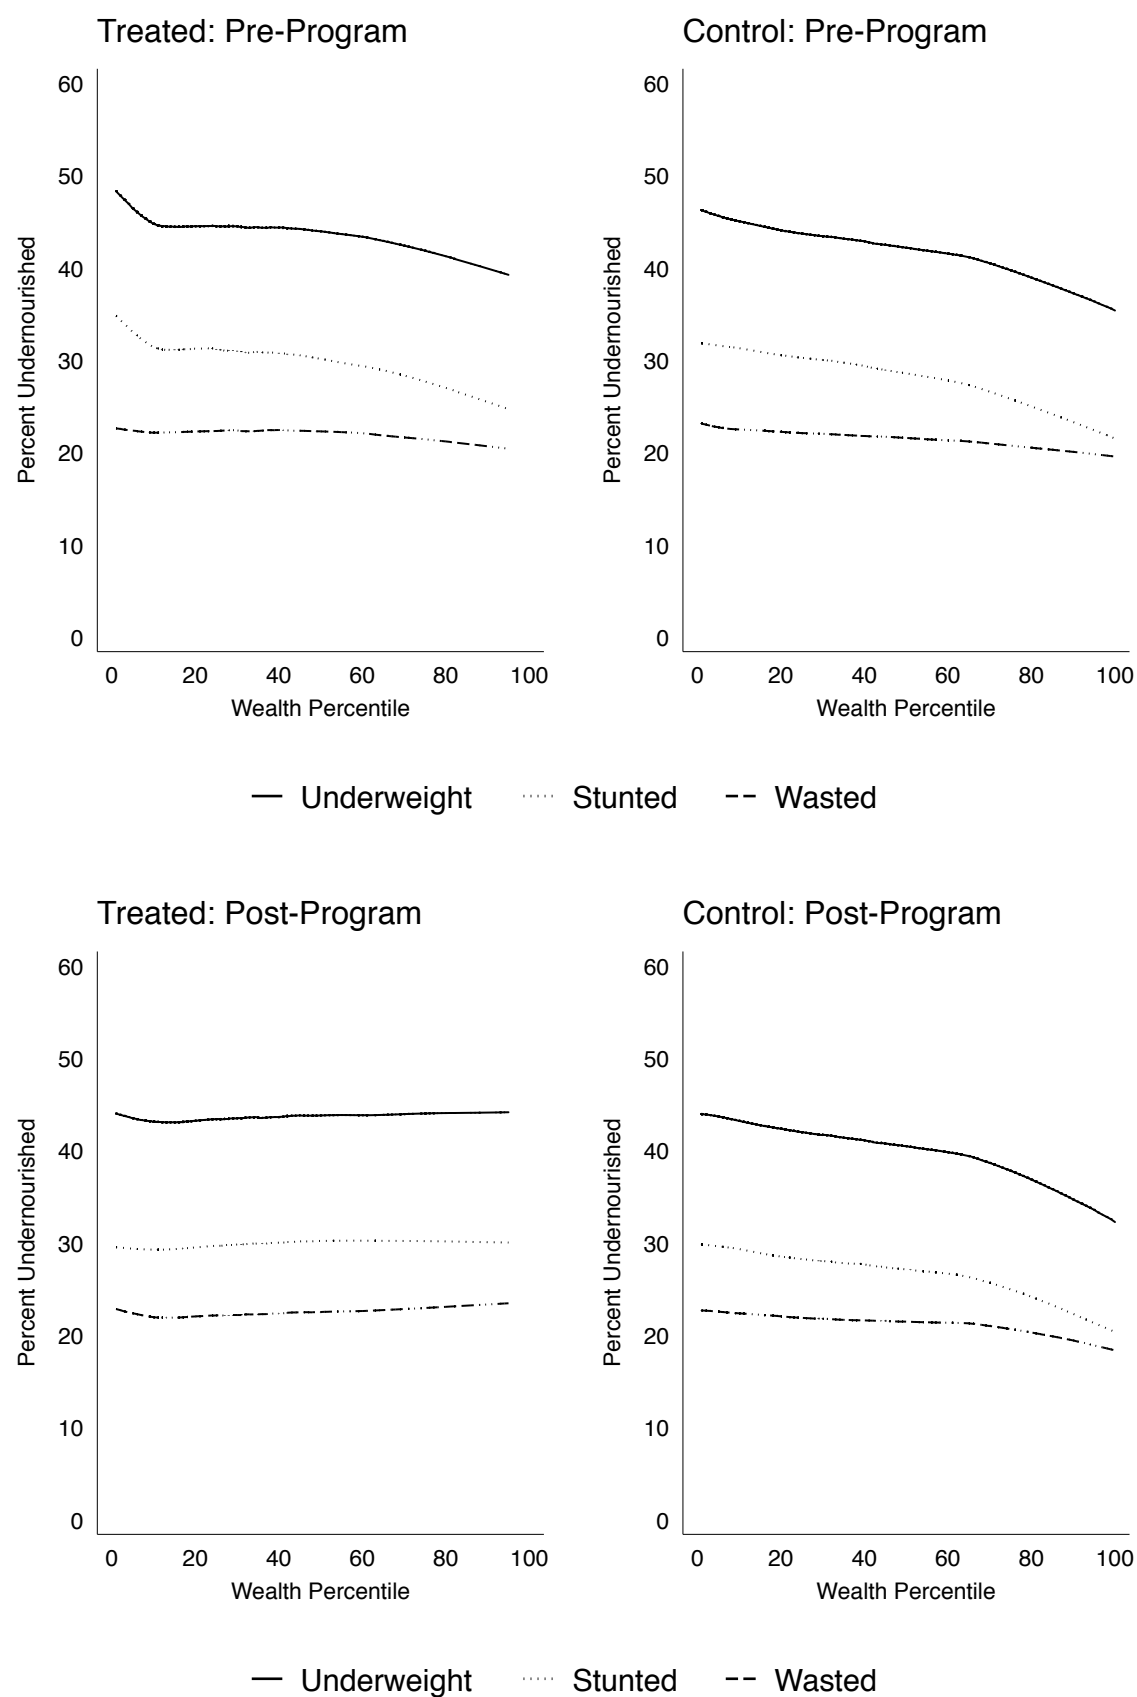 Treated: Pre-Program
Percent Undernourished
60
50
40
30
20
10
0
0 20 40 60 80 100
Wealth Percentile
Control: Pre-Program
Percent Undernourished
60
50
40
30
20
10
0
0 20 40 60 80 100
Wealth Percentile
Underweight Stunted Wasted
Treated: Post-Program
Percent Undernourished
60
50
40
30
20
10
0
0 20 40 60 80 100
Wealth Percentile
Control: Post-Program
Percent Undernourished
60
50
40
30
20
10
0
0 20 40 60 80 100
Wealth Percentile
Underweight Stunted Wasted